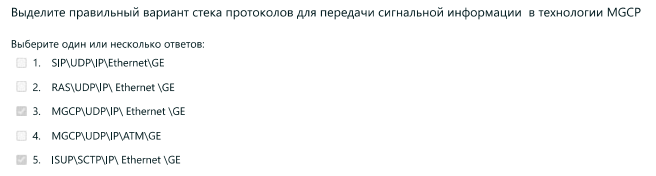 Выделите правильный вариант стека протоколов для передачи сигнальной информации в технологии MGCP
Выберите один или несколько ответов:
1. SIP\UDP\IP\Ethernet\GE
2. RAS\UDP\IP\ Ethernet \GE
3. MGCP\UDP\IP\ Ethernet \GE
4. MGCP\UDP\IP\ATM\GE
5. ISUP\SCTP\IP\ Ethernet \GE